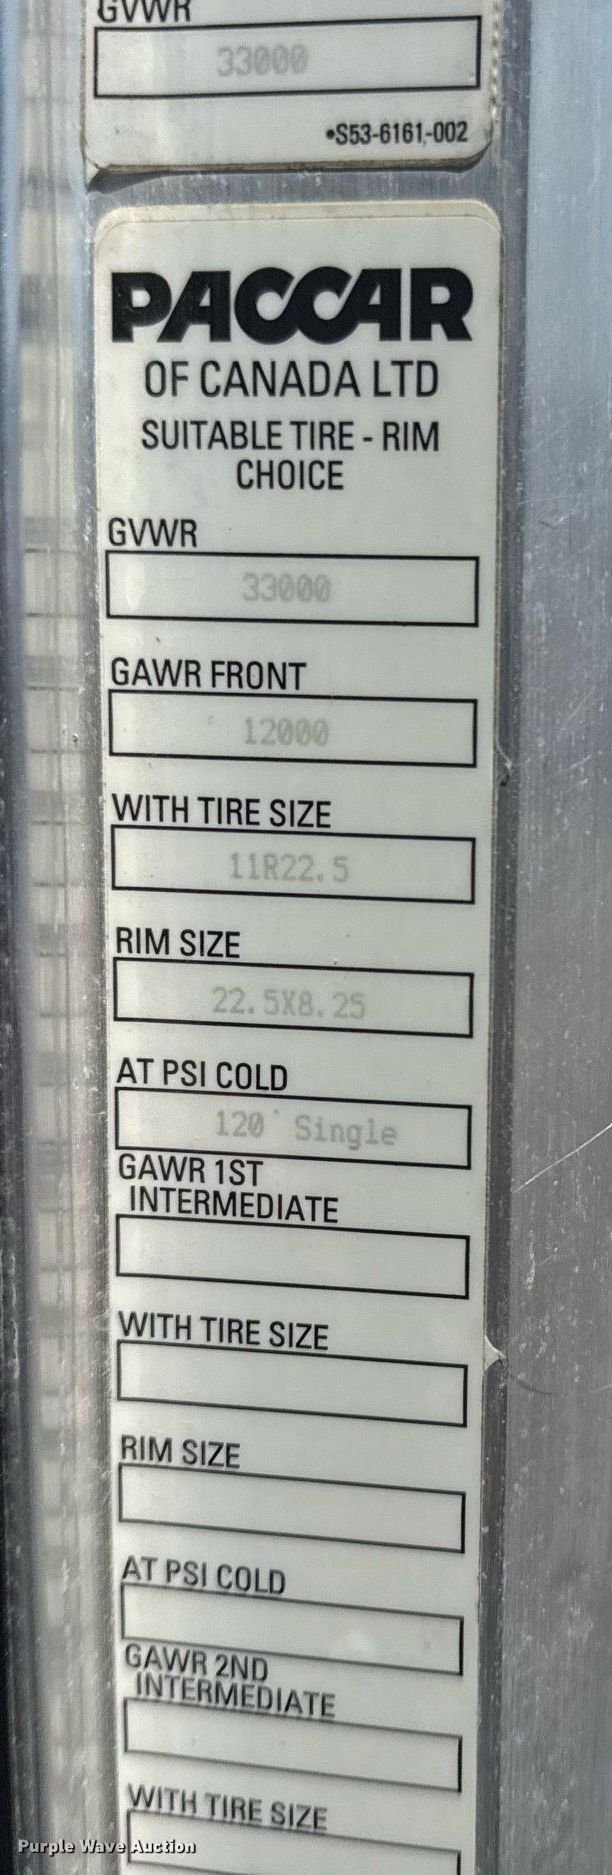 GVWR
33000
•S53-6161-002
PACCAR
OF CANADA LTD
SUITABLE TIRE - RIM
CHOICE
GVWR
33000
GAWR FRONT
12000
WITH TIRE SIZE
11R22.5
RIM SIZE
22.5X8.25
AT PSI COLD
120 Single
GAWR 1ST
INTERMEDIATE
WITH TIRE SIZE
RIM SIZE
AT PSI COLD
GAWR 2ND
INTERMEDIATE
WITH TIRE SIZE
Purple Wave Auction